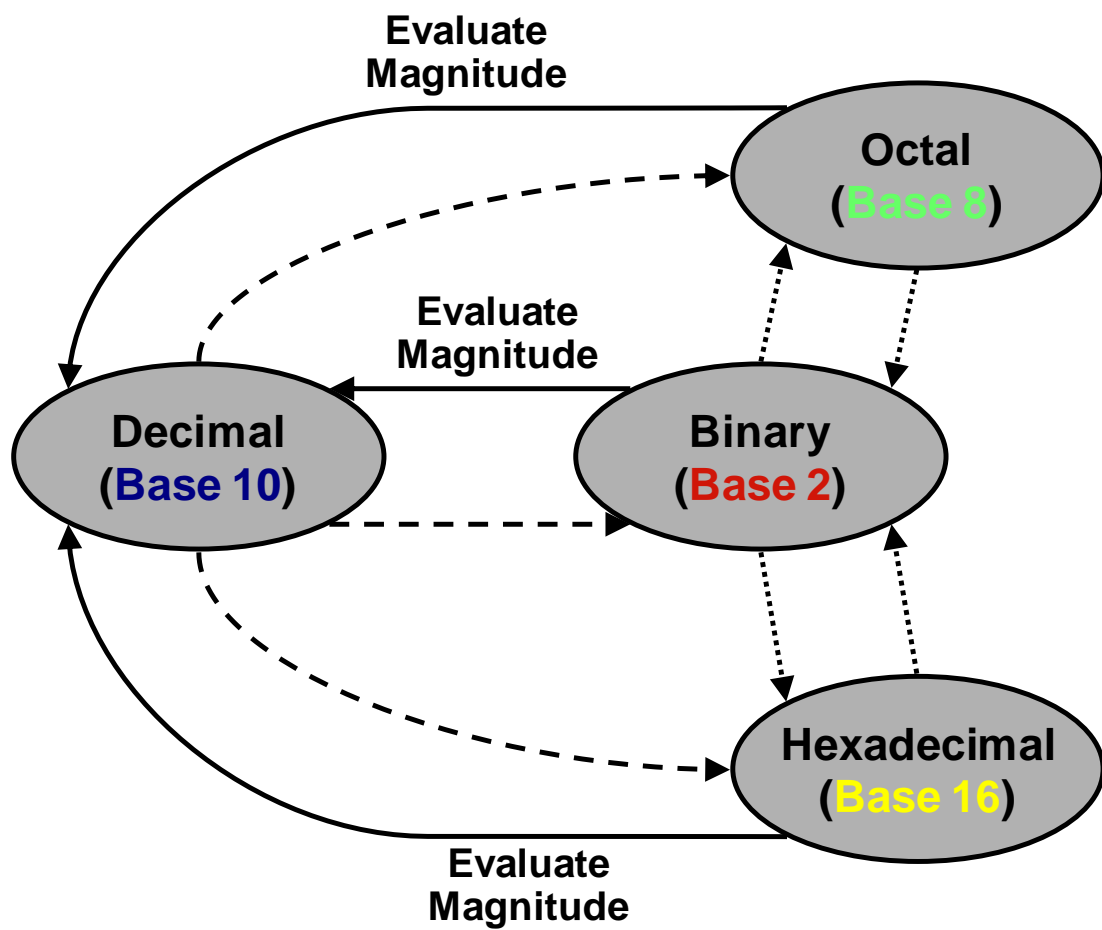 Evaluate
Magnitude
Octal
(Base 8)
Evaluate
Magnitude
Decimal
(Base 10)
Binary
(Base 2)
Hexadecimal
(Base 16)
Evaluate
Magnitude